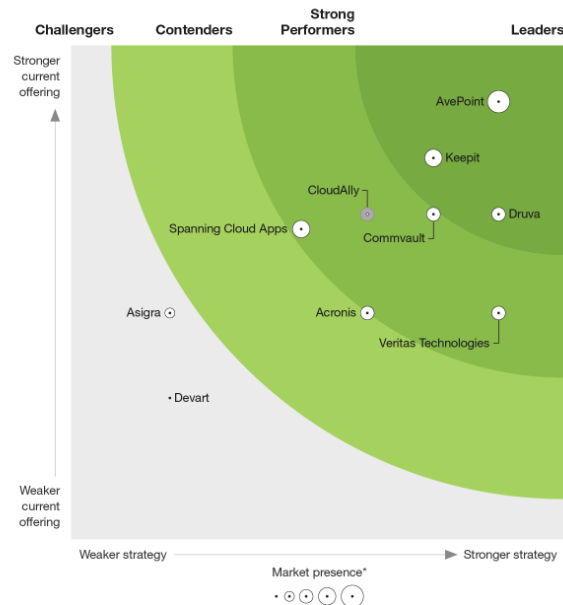 Challengers
Contenders
Strong
Performers
Leaders
Stronger
current
offering
AvePoint
Keepit
CloudAlly
Spanning Cloud Apps
Commvault
Druva
Asigra
Acronis
Veritas Technologies
Devart
Weaker
current
offering
Weaker strategy
Stronger strategy
Market presence*